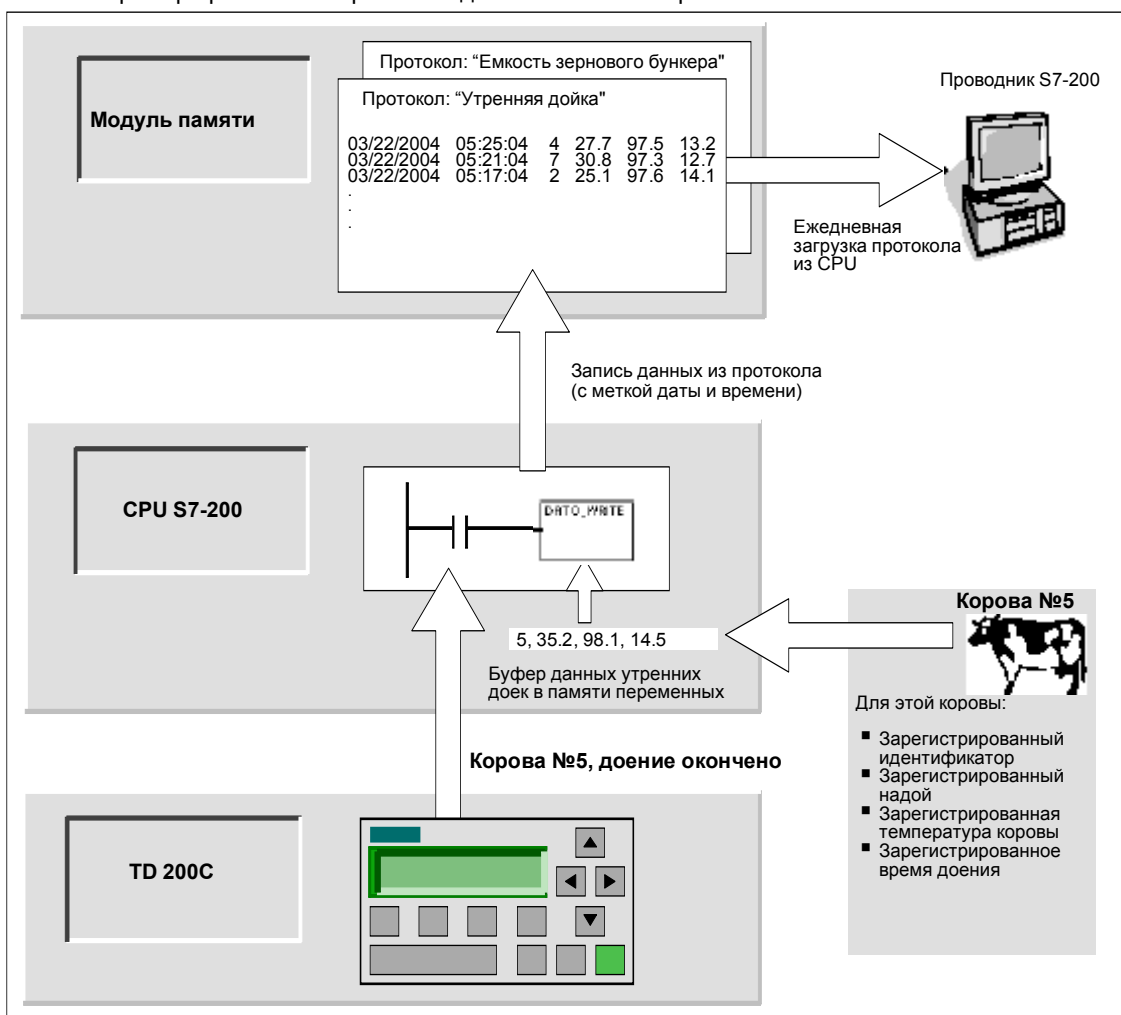 Протокол: "Емкость зернового бункера"
Протокол: "Утренняя дойка"
Модуль памяти
03/22/2004 05:25:04 4 27.7 97.5 13.2
03/22/2004 05:21:04 7 30.8 97.3 12.7
03/22/2004 05:17:04 2 25.1 97.6 14.1
.
.
.
Проводник S7-200
Ежедневная
загрузка протокола
из CPU
Запись данных из протокола
(с меткой даты и времени)
CPU S7-200
5, 35.2, 98.1, 14.5
Буфер данных утренних
доек в памяти переменных
Корова №5
Для этой коровы:
▪ Зарегистрированный
идентификатор
▪ Зарегистрированный
надой
▪ Зарегистрированная
температура коровы
▪ Зарегистрированное
время доения
Корова №5, доение окончено
TD 200C